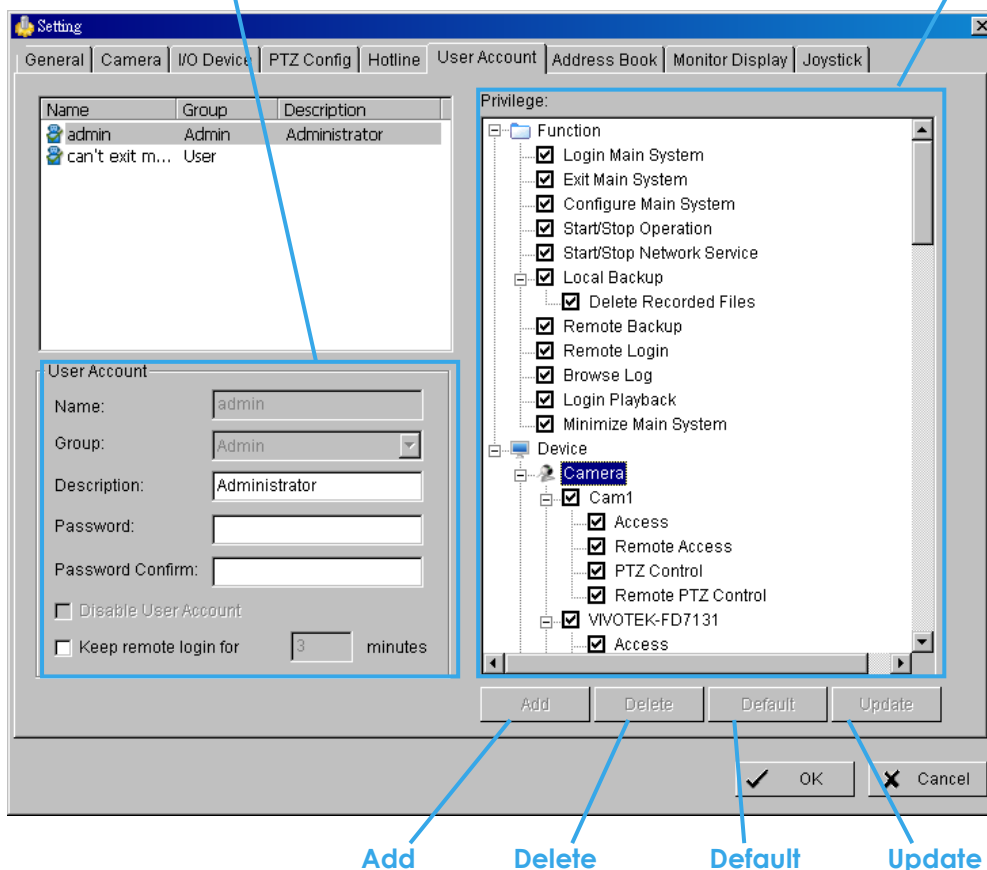 Setting
General Camera I/O Device PTZ Config Hotline User Account Address Book Monitor Display Joystick
Name Group Description
admin Admin Administrator
can't exit m... User
User Account
Name: admin
Group: Admin
Description: Administrator
Password:
Password Confirm:
Disable User Account
Keep remote login for 3 minutes
Privilege:
Function
Login Main System
Exit Main System
Configure Main System
Start/Stop Operation
Start/Stop Network Service
Local Backup
Delete Recorded Files
Remote Backup
Remote Login
Browse Log
Login Playback
Minimize Main System
Device
Camera
Cam1
Access
Remote Access
PTZ Control
Remote PTZ Control
VIVOTEK-FD7131
Access
Add Delete Default Update
OK Cancel
Add Delete Default Update